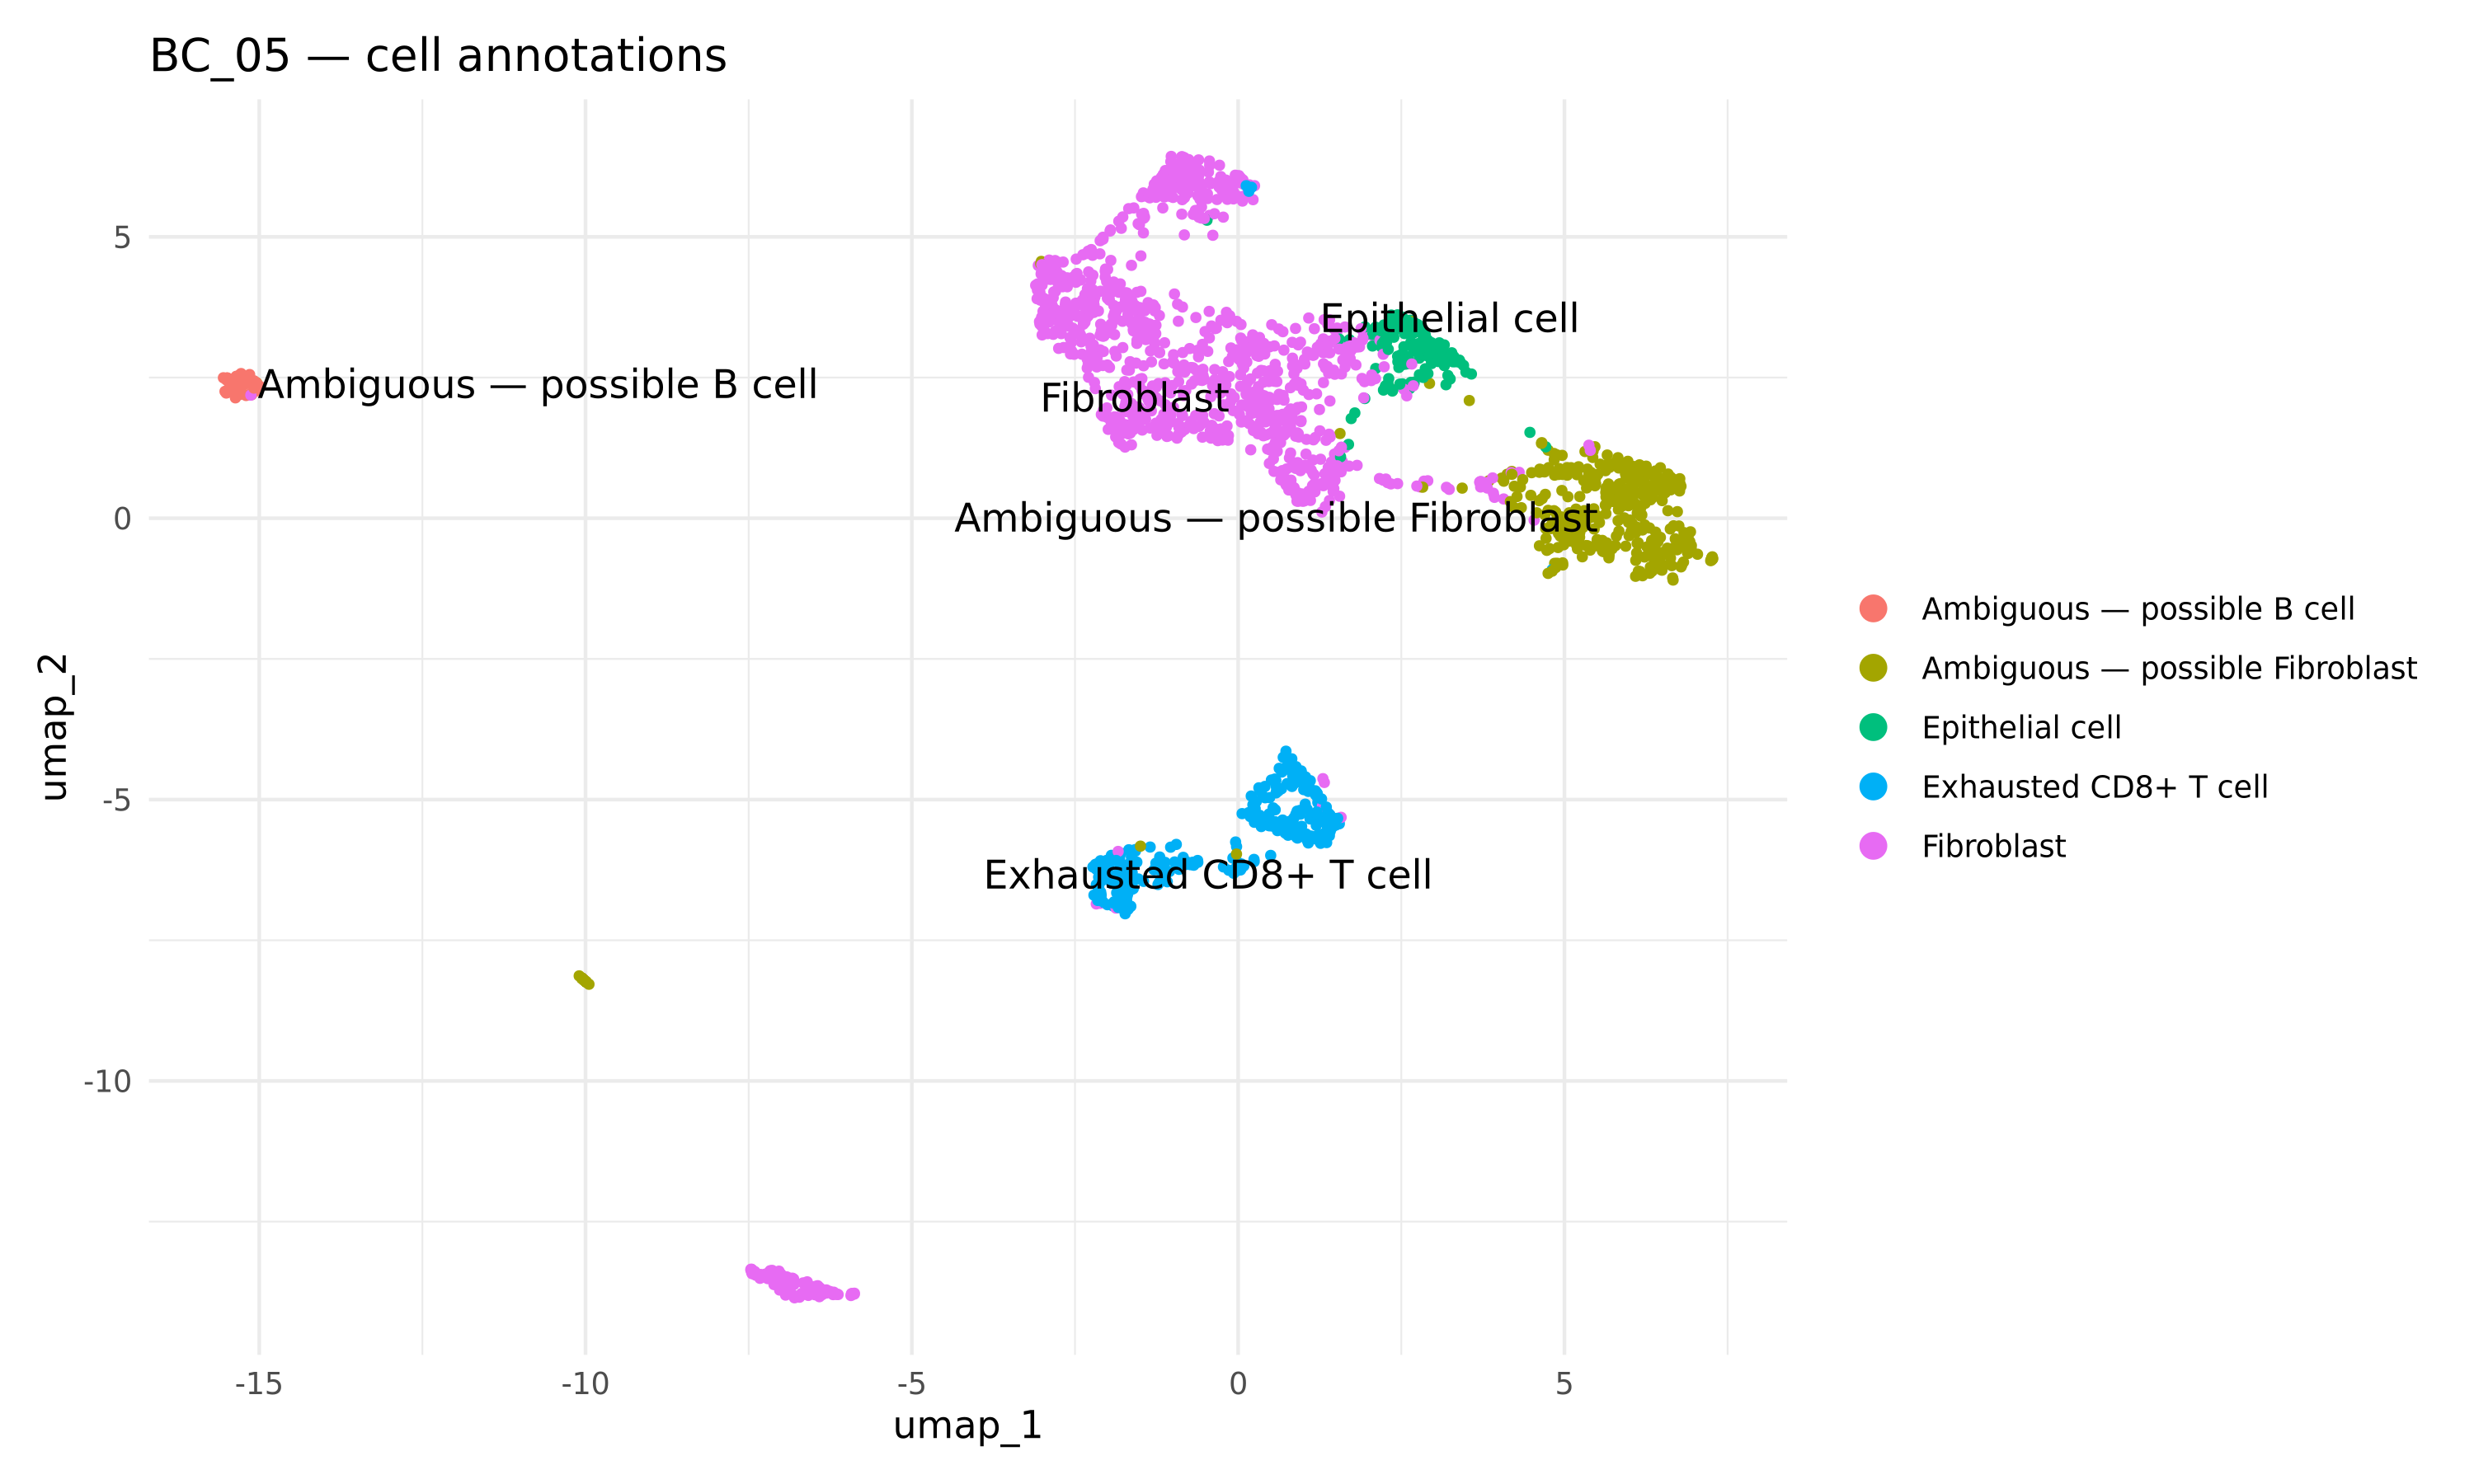 BC_05 — cell annotations
5
Epithelial cell
Ambiguous — possible B cell
Fibroblast
0
Ambiguous — possible Fibroblast
umap_2
-5
Exhausted CD8+ T cell
-10
-15
-10
-5
0
5
umap_1
Ambiguous — possible B cell
Ambiguous — possible Fibroblast
Epithelial cell
Exhausted CD8+ T cell
Fibroblast